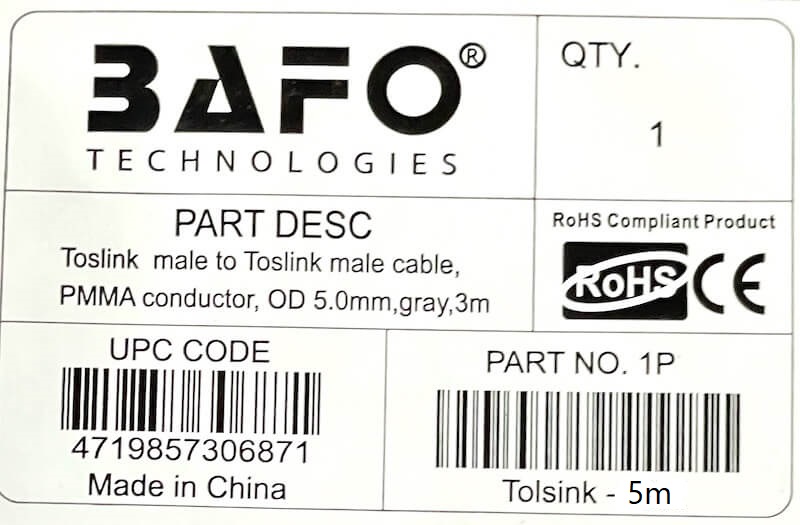 BAFO®
TECHNOLOGIES
QTY.
1
PART DESC
Toslink male to Toslink male cable,
PMMA conductor, OD 5.0mm,gray,3m
RoHS Compliant Product
RoHS CE
UPC CODE
4719857306871
Made in China
PART NO. 1P
Tolsink - 5m